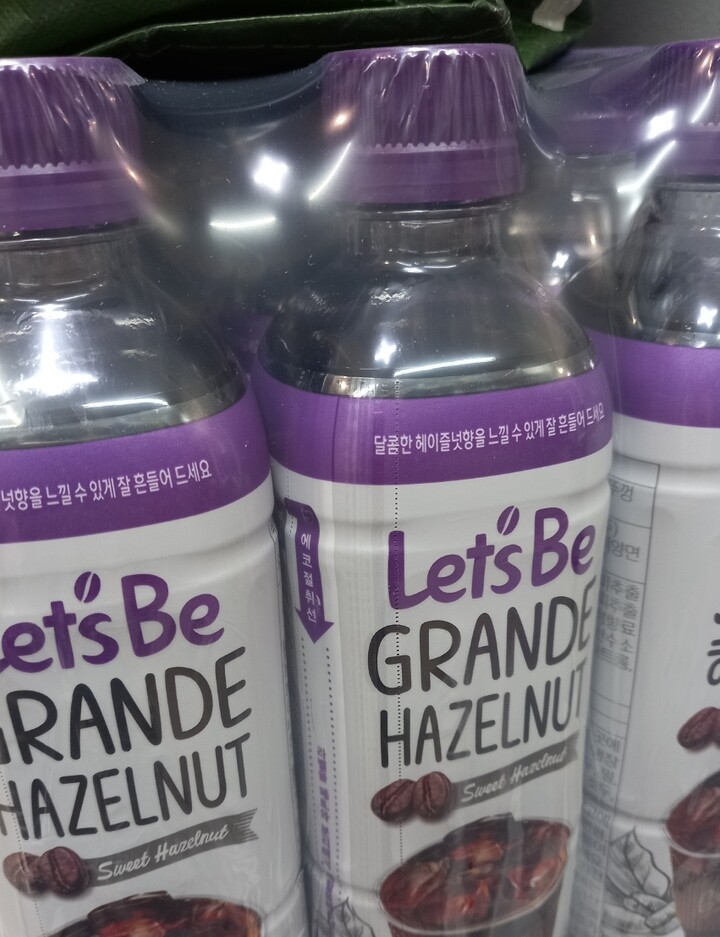 넛향을 느낄 수 있게 잘 흔들어 드세요
Let's Be
GRANDE
HAZELNUT
Sweet Hazelnut
달콤한 헤이즐넛향을 느낄 수 있게 잘 흔들어 드세요
에코절취선
Let's Be
GRANDE
HAZELNUT
Sweet Hazelnut